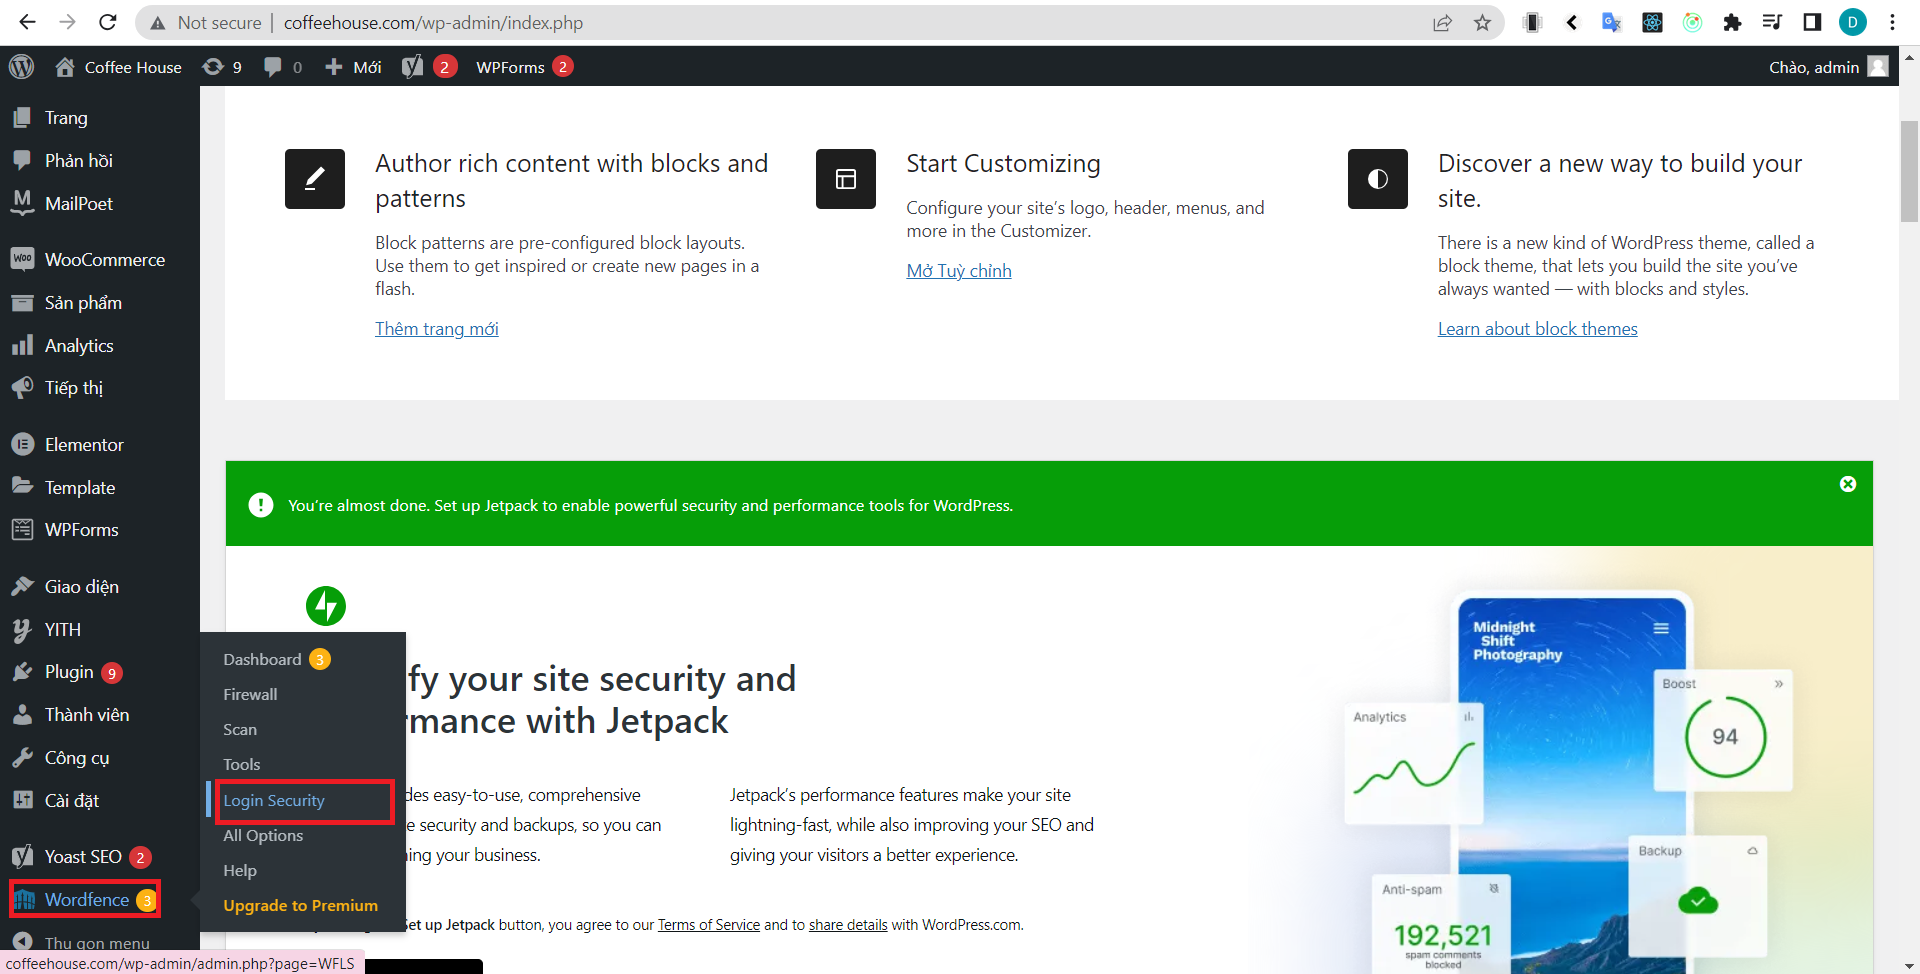 Not secure | coffeehouse.com/wp-admin/index.php
D
Coffee House 9 0 Mới 2 WPForms 2
Chào, admin
Trang
Phản hồi
MailPoet
WooCommerce
Sản phẩm
Analytics
Tiếp thị
Elementor
Template
WPForms
Giao diện
YITH
Plugin 9
Thành viên
Công cụ
Cài đặt
Yoast SEO 2
Wordfence 3
Thu gọn menu
Dashboard 3
Firewall
Scan
Tools
Login Security
All Options
Help
Upgrade to Premium
Author rich content with blocks and
patterns
Block patterns are pre-configured block layouts.
Use them to get inspired or create new pages in a
flash.
Thêm trang mới
Start Customizing
Configure your site’s logo, header, menus, and
more in the Customizer.
Mở Tuỳ chỉnh
Discover a new way to build your
site.
There is a new kind of WordPress theme, called a
block theme, that lets you build the site you’ve
always wanted — with blocks and styles.
Learn about block themes
You’re almost done. Set up Jetpack to enable powerful security and performance tools for WordPress.
fy your site security and
rmance with Jetpack
des easy-to-use, comprehensive
e security and backups, so you can
ing your business.
Jetpack’s performance features make your site
lightning-fast, while also improving your SEO and
giving your visitors a better experience.
Set up Jetpack button, you agree to our Terms of Service and to share details with WordPress.com.
Midnight
Shift
Photography
Boost
94
Analytics
Backup
Anti-spam
192,521
spam comments
blocked
coffeehouse.com/wp-admin/admin.php?page=WFLS